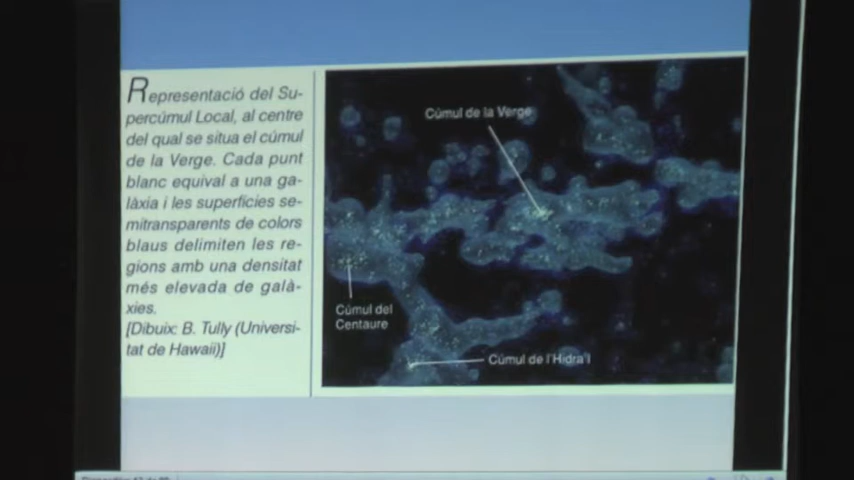 Representació del Su-
percúmul Local, al centre
del qual se situa el cúmul
de la Verge. Cada punt
blanc equival a una ga-
làxia i les superfícies se-
mitransparents de colors
blaus delimiten les re-
gions amb una densitat
més elevada de galà-
xies.
[Dibuix: B. Tully (Universi-
tat de Hawaii)]
Cúmul de la Verge
Cúmul del
Centaure
Cúmul de l'Hidra I